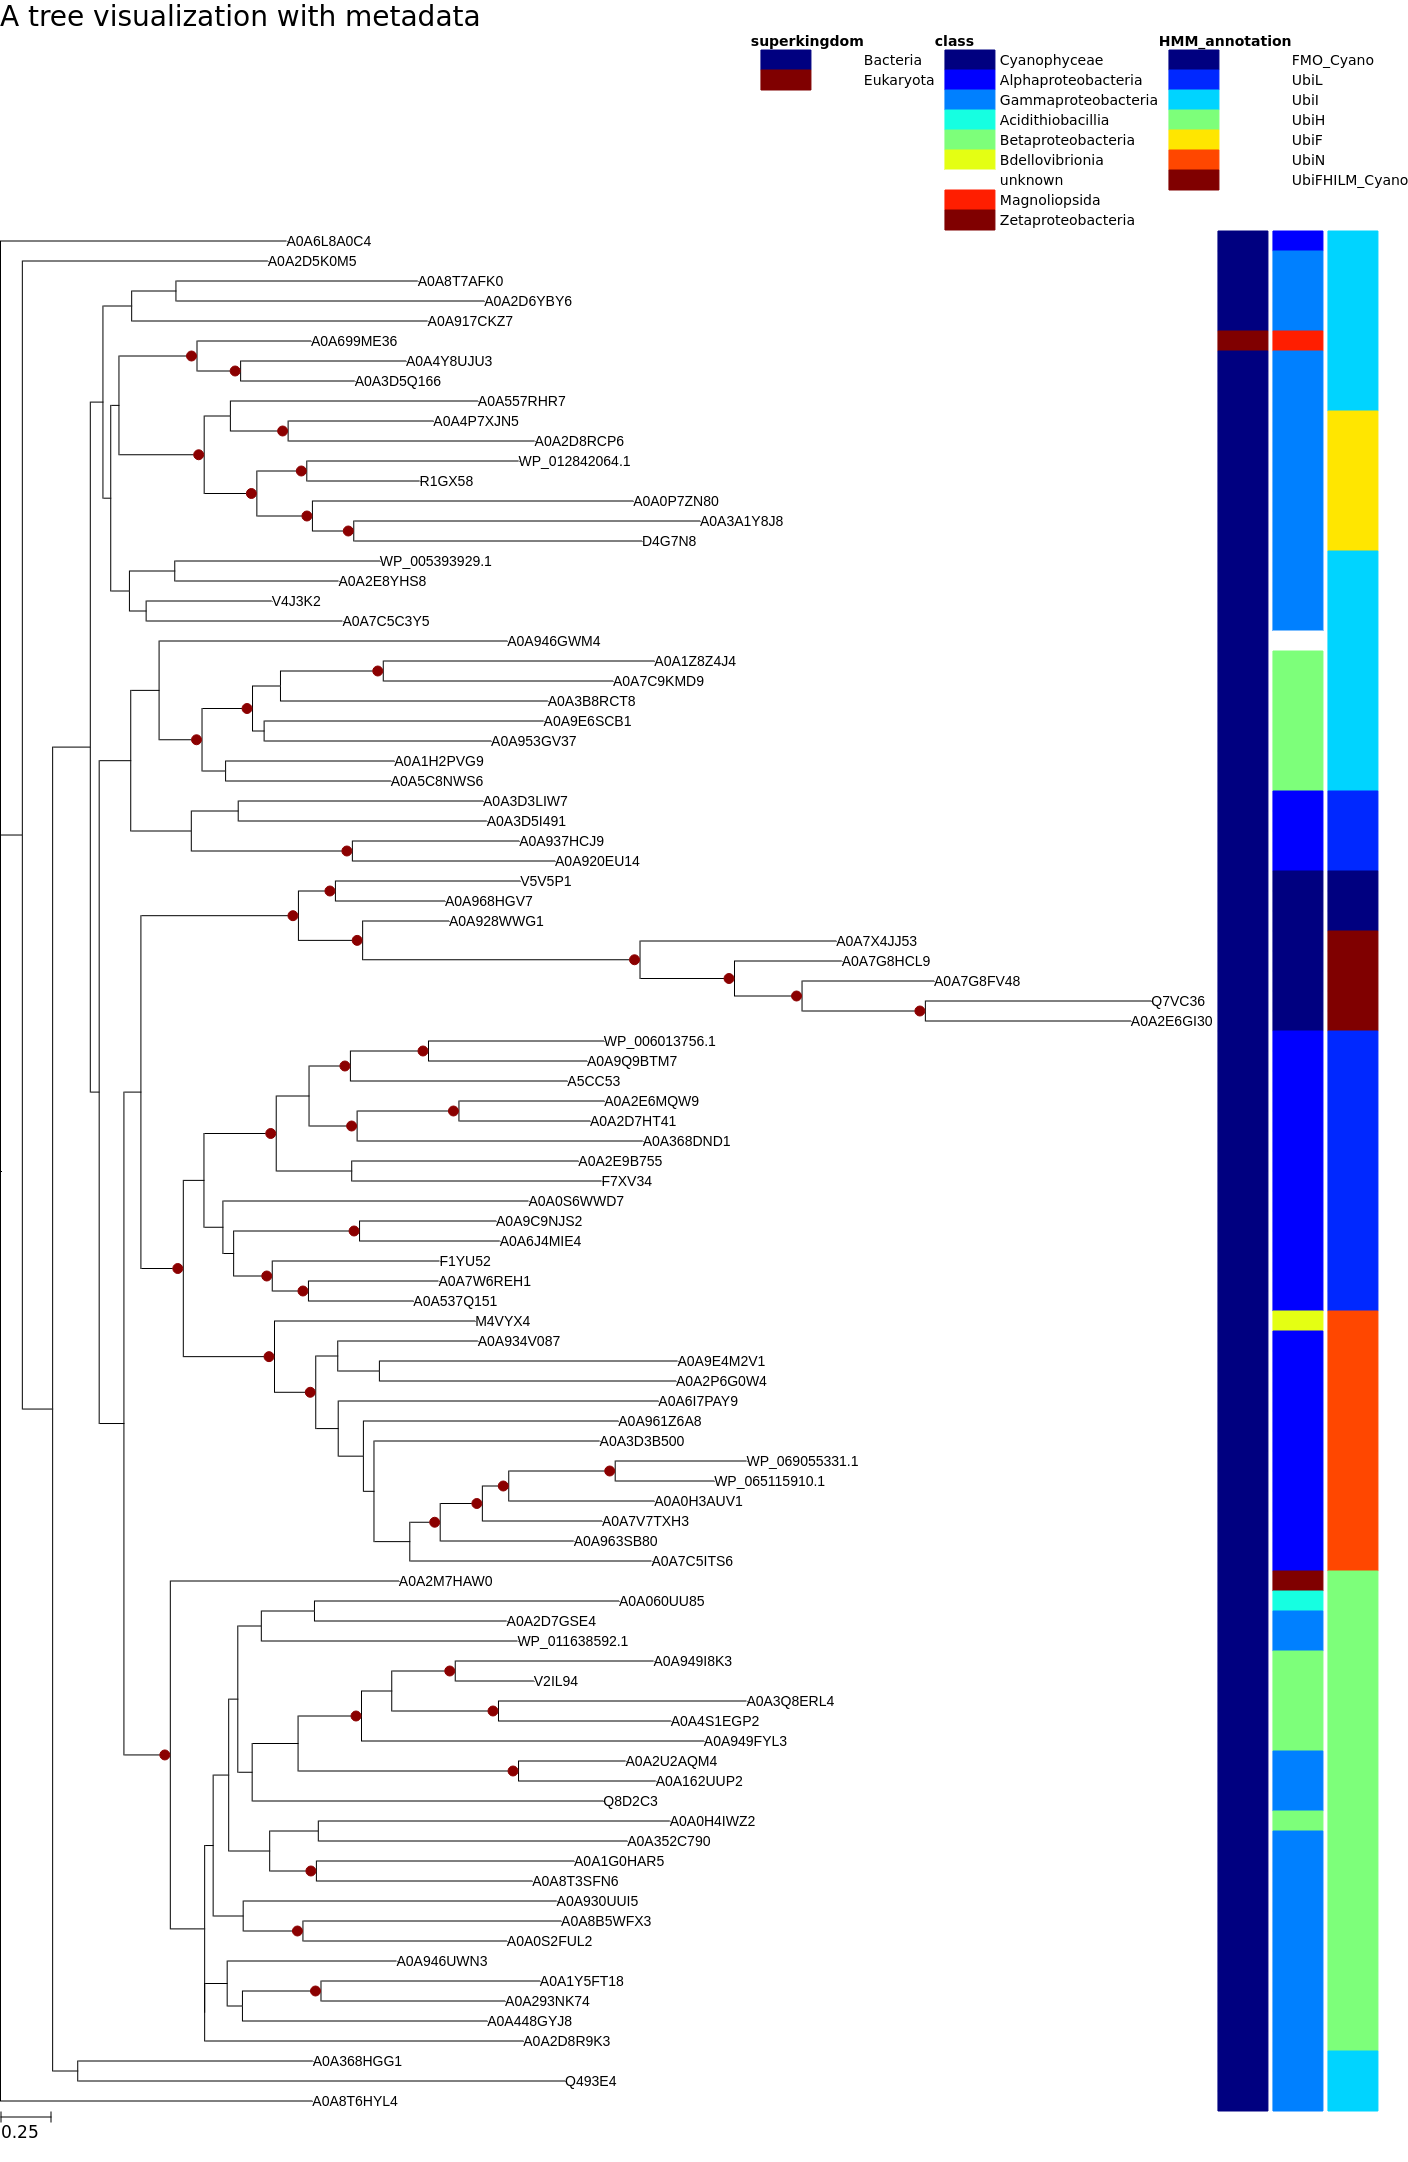 A tree visualization with metadata
superkingdom class HMM_annotation
Bacteria Cyanophyceae FMO_Cyano
Eukaryota Alphaproteobacteria UbiL
Gammaproteobacteria UbiI
Acidithiobacillia UbiH
Betaproteobacteria UbiF
Bdellovibrionia UbiN
unknown UbiFHILM_Cyano
Magnoliopsida
Zetaproteobacteria
A0A6L8A0C4
A0A2D5K0M5
A0A8T7AFK0
A0A2D6YBY6
A0A917CKZ7
A0A699ME36
A0A4Y8UJU3
A0A3D5Q166
A0A557RHR7
A0A4P7XJN5
A0A2D8RCP6
WP_012842064.1
R1GX58
A0A0P7ZN80
A0A3A1Y8J8
D4G7N8
WP_005393929.1
A0A2E8YHS8
V4J3K2
A0A7C5C3Y5
A0A946GWM4
A0A1Z8Z4J4
A0A7C9KMD9
A0A3B8RCT8
A0A9E6SCB1
A0A953GV37
A0A1H2PVG9
A0A5C8NWS6
A0A3D3LIW7
A0A3D5I491
A0A937HCJ9
A0A920EU14
V5V5P1
A0A968HGV7
A0A928WWG1
A0A7X4JJ53
A0A7G8HCL9
A0A7G8FV48
Q7VC36
A0A2E6GI30
WP_006013756.1
A0A9Q9BTM7
A5CC53
A0A2E6MQW9
A0A2D7HT41
A0A368DND1
A0A2E9B755
F7XV34
A0A0S6WWD7
A0A9C9NJS2
A0A6J4MIE4
F1YU52
A0A7W6REH1
A0A537Q151
M4VYX4
A0A934V087
A0A9E4M2V1
A0A2P6G0W4
A0A6I7PAY9
A0A961Z6A8
A0A3D3B500
WP_069055331.1
WP_065115910.1
A0A0H3AUV1
A0A7V7TXH3
A0A963SB80
A0A7C5ITS6
A0A2M7HAW0
A0A060UU85
A0A2D7GSE4
WP_011638592.1
A0A949I8K3
V2IL94
A0A3Q8ERL4
A0A4S1EGP2
A0A949FYL3
A0A2U2AQM4
A0A162UUP2
Q8D2C3
A0A0H4IWZ2
A0A352C790
A0A1G0HAR5
A0A8T3SFN6
A0A930UUI5
A0A8B5WFX3
A0A0S2FUL2
A0A946UWN3
A0A1Y5FT18
A0A293NK74
A0A448GYJ8
A0A2D8R9K3
A0A368HGG1
Q493E4
A0A8T6HYL4
0.25